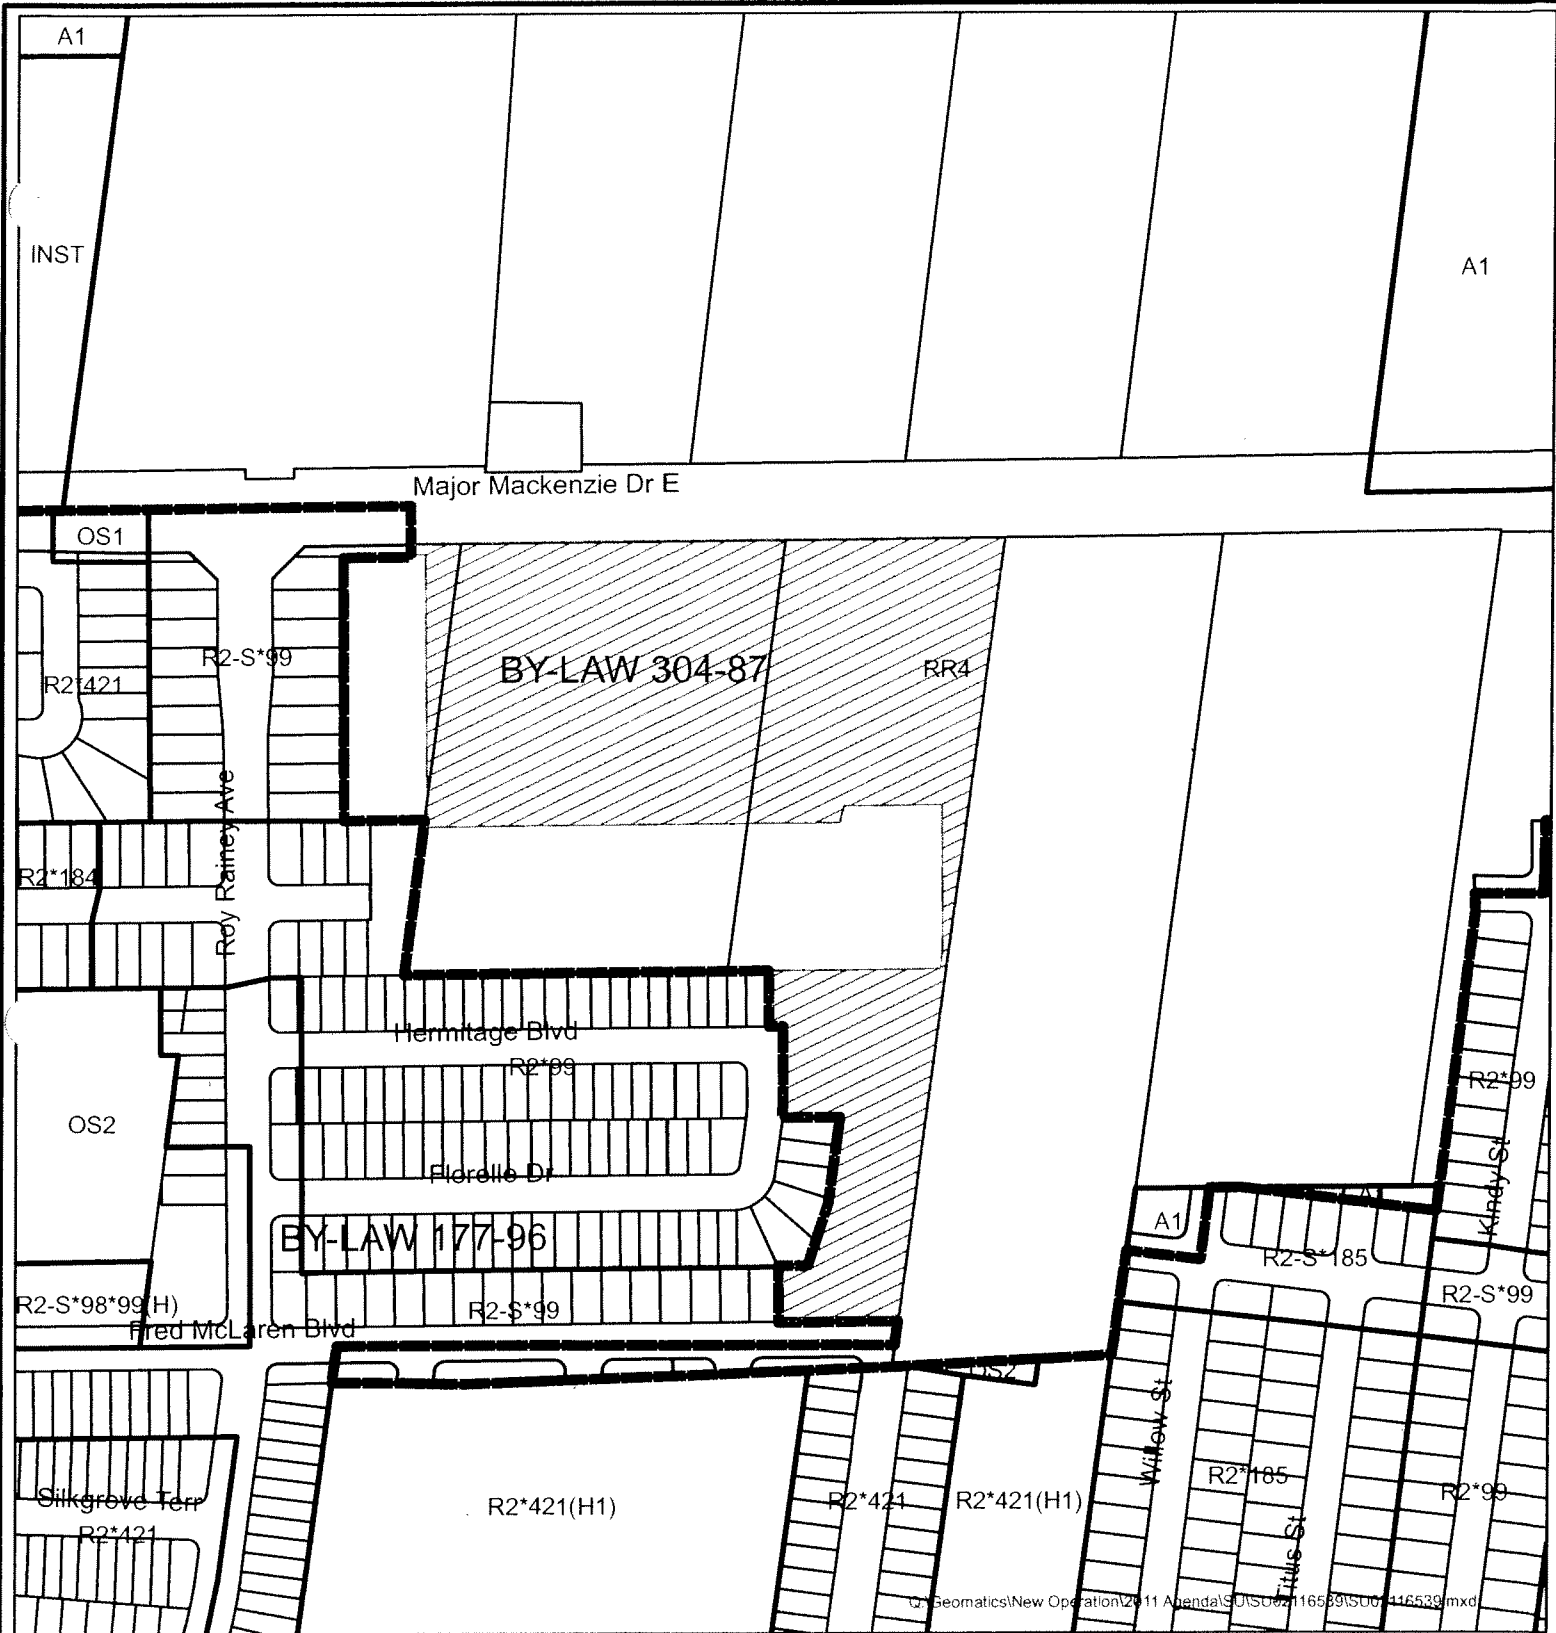 A1
INST
A1
Major Mackenzie Dr E
OS1
R2-S*99
BY-LAW 304-87
RR4
R2*421
Roy Rainey Ave
R2*184
Hermitage Blvd
R2*99
R2*99
OS2
Florelle Dr
Kindy St
A1
A1
BY-LAW 177-96
R2-S*185
R2-S*99
R2-S*98*99(H)
R2-S*99
Fred McLaren Blvd
OS2
Willow St
R2*185
R2*99
Silkgrove Terr
R2*421(H1)
R2*421
R2*421(H1)
R2*421
Titus St